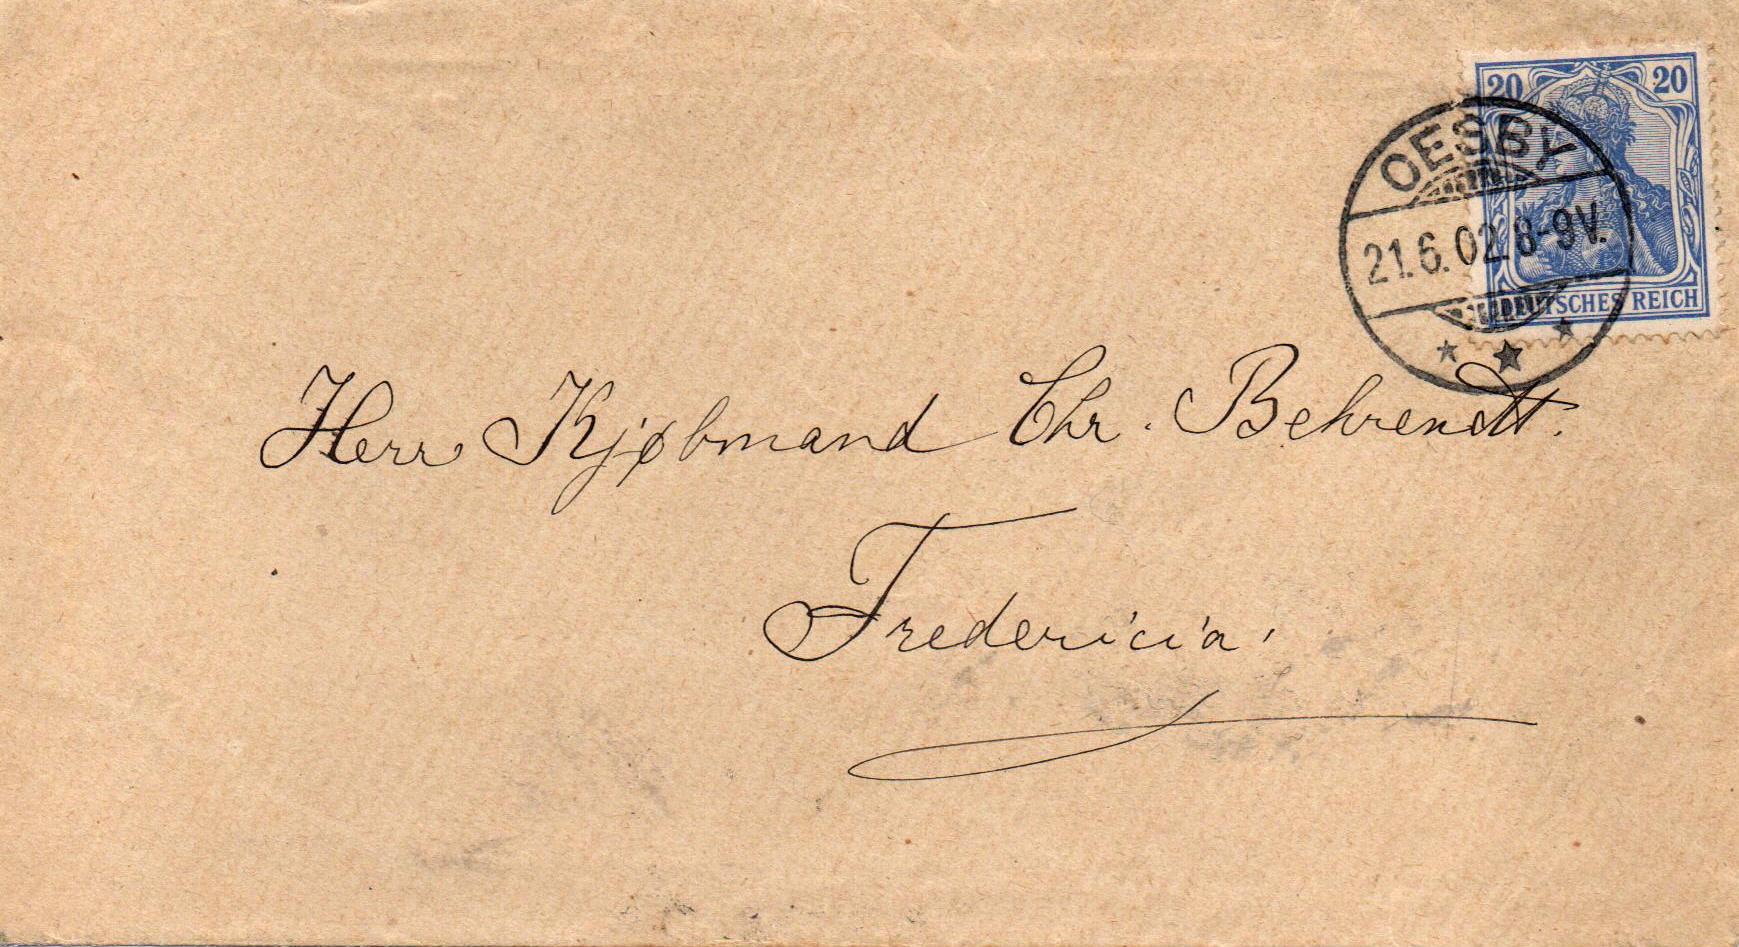 20 20
OESBY
21.6.02. 8-9V.
DEUTSCHES REICH
Herr Kjøbmand Chr. Behrendt.
Fredericia.